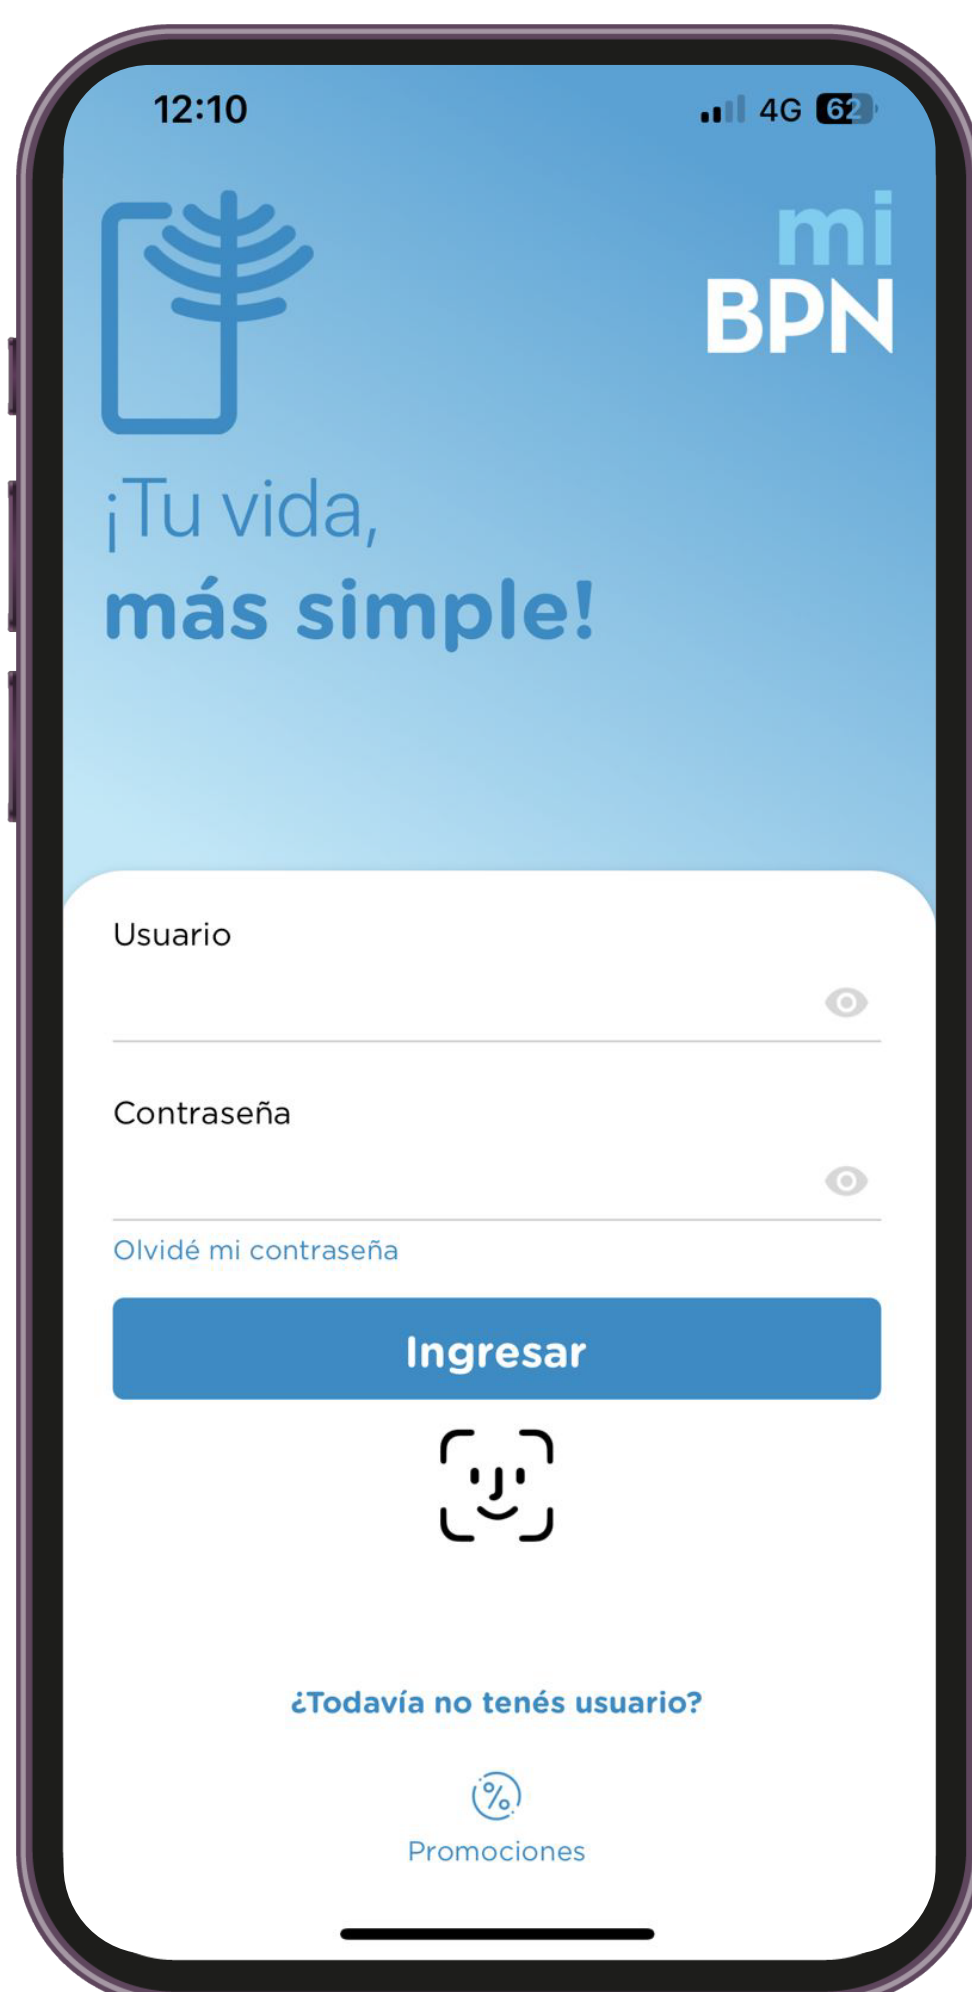 12:10
4G 62
mi
BPN
¡Tu vida,
más simple!
Usuario
Contraseña
Olvidé mi contraseña
Ingresar
¿Todavía no tenés usuario?
%
Promociones